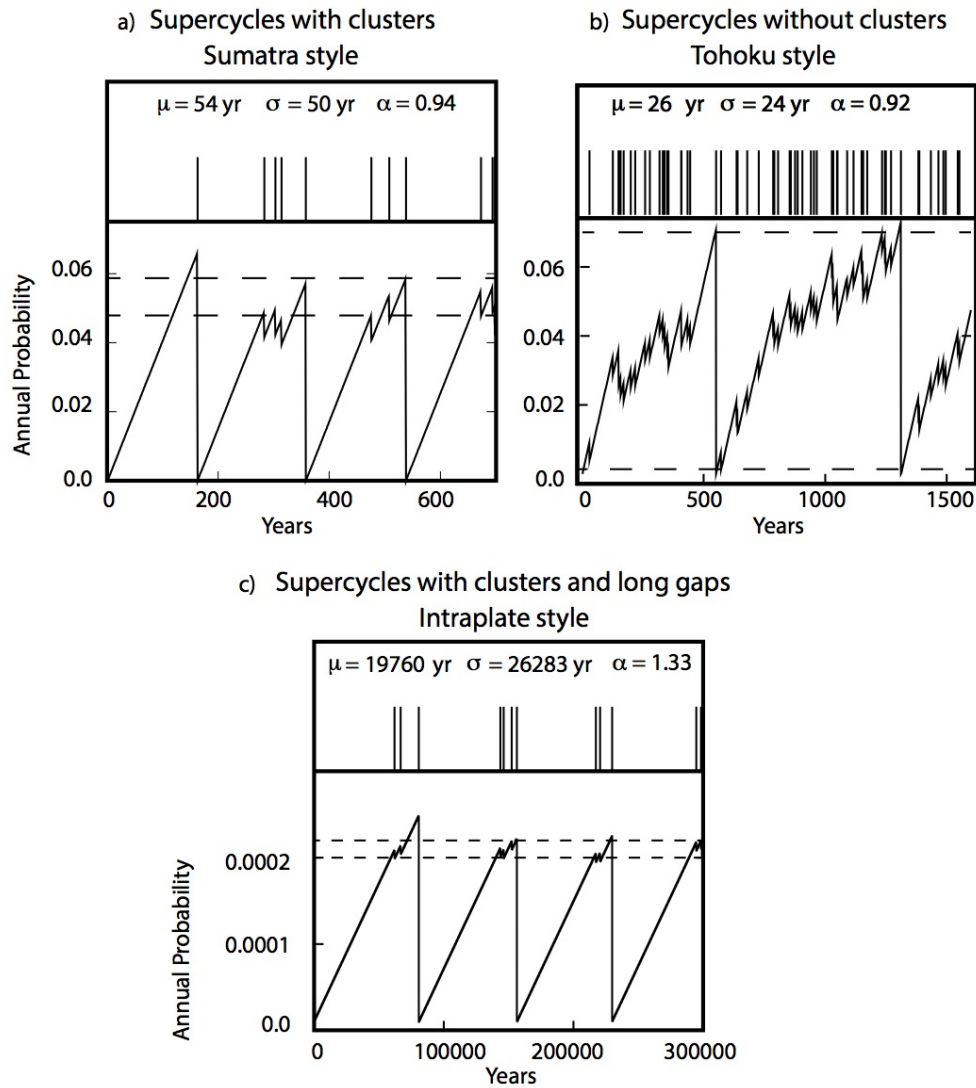 a) Supercycles with clusters
Sumatra style
μ = 54 yr σ = 50 yr α = 0.94
Annual Probability
0.06
0.04
0.02
0.0
0 200 400 600
Years
b) Supercycles without clusters
Tohoku style
μ = 26 yr σ = 24 yr α = 0.92
0.06
0.04
0.02
0.0
0 500 1000 1500
Years
c) Supercycles with clusters and long gaps
Intraplate style
μ = 19760 yr σ = 26283 yr α = 1.33
Annual Probability
0.0002
0.0001
0.0
0 100000 200000 300000
Years